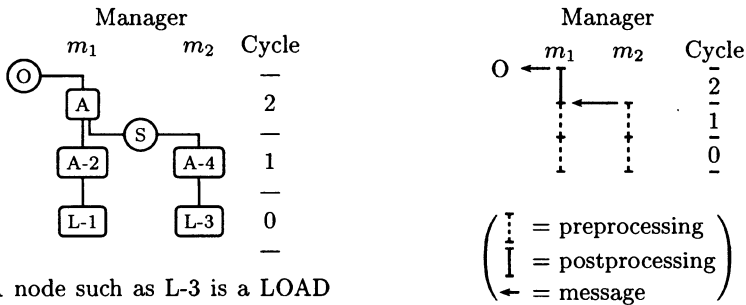 Manager
m1 m2 Cycle
O
A 2
S
A-2 A-4 1
L-1 L-3 0
node such as L-3 is a LOAD
Manager
m1 m2 Cycle
O
2
1
0
= preprocessing
= postprocessing
= message